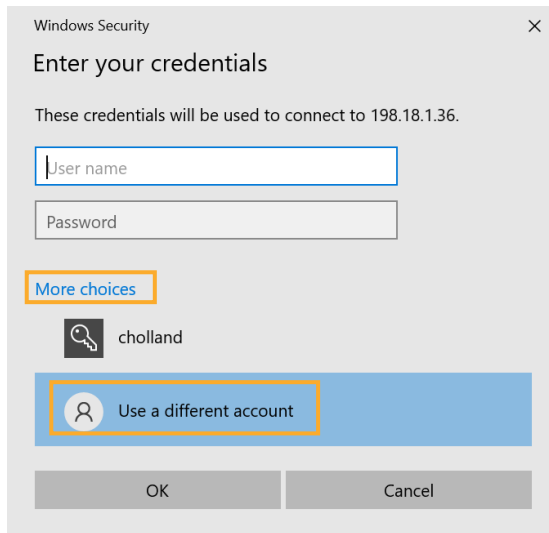 Windows Security
Enter your credentials
These credentials will be used to connect to 198.18.1.36.
User name
Password
More choices
cholland
Use a different account
OK
Cancel